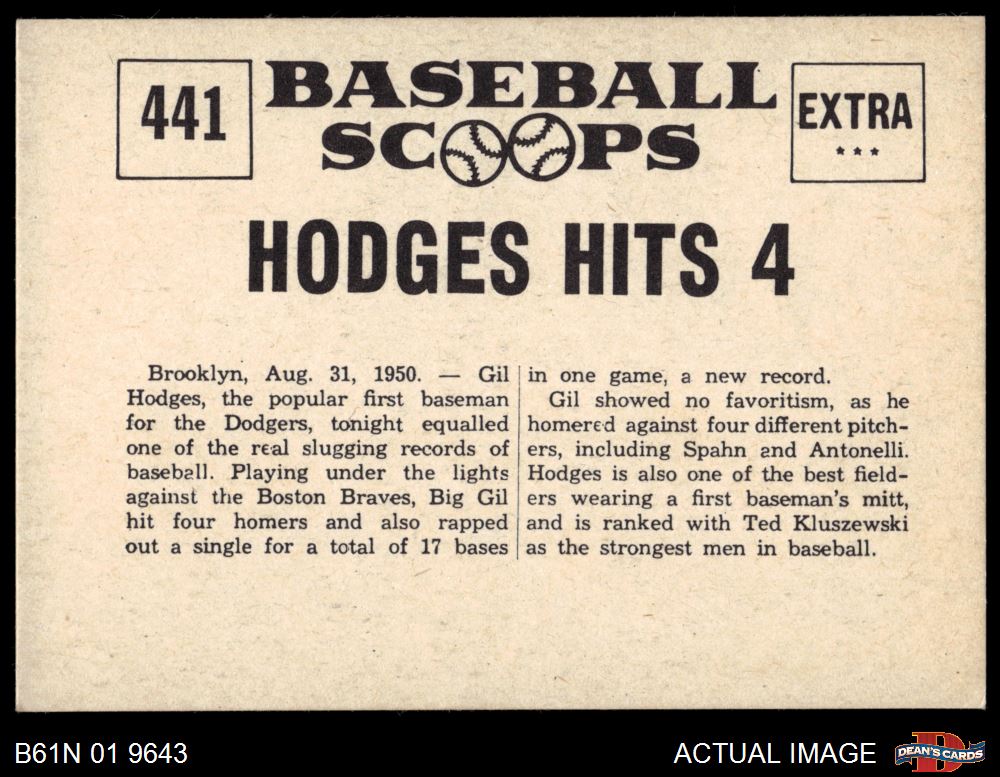 441
BASEBALL
SCOOPS
EXTRA
***
HODGES HITS 4
Brooklyn, Aug. 31, 1950. — Gil
Hodges, the popular first baseman
for the Dodgers, tonight equalled
one of the real slugging records of
baseball. Playing under the lights
against the Boston Braves, Big Gil
hit four homers and also rapped
out a single for a total of 17 bases
in one game, a new record.
Gil showed no favoritism, as he
homered against four different pitch-
ers, including Spahn and Antonelli.
Hodges is also one of the best field-
ers wearing a first baseman's mitt,
and is ranked with Ted Kluszewski
as the strongest men in baseball.
B61N 01 9643
ACTUAL IMAGE
D
DEAN'S CARDS